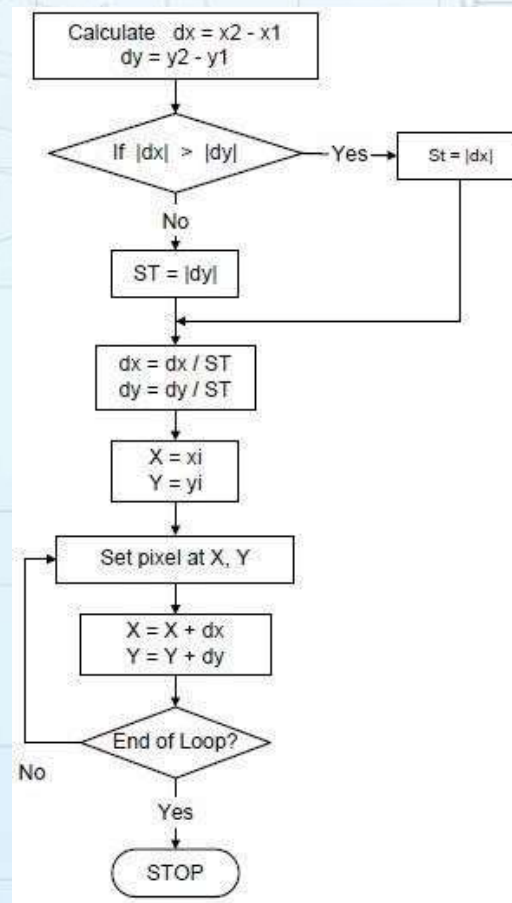 Calculate dx = x2 - x1
dy = y2 - y1
If |dx| > |dy|
Yes
St = |dx|
No
ST = |dy|
dx = dx / ST
dy = dy / ST
X = xi
Y = yi
Set pixel at X, Y
X = X + dx
Y = Y + dy
End of Loop?
No
Yes
STOP